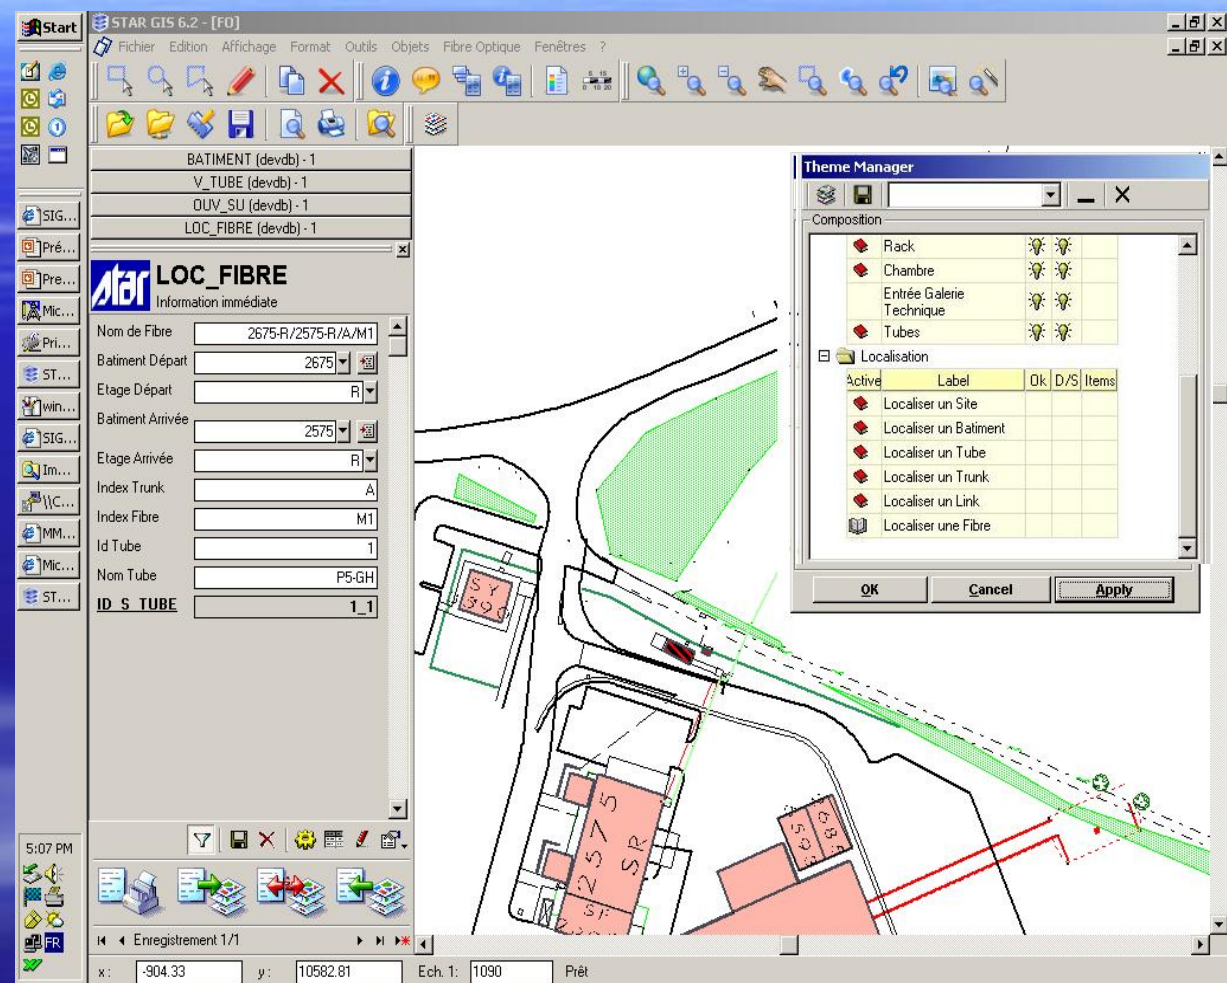 Start
STAR GIS 6.2 - [FO]
Fichier Edition Affichage Format Outils Objets Fibre Optique Fenêtres ?
SIG...
Pré...
Pre...
Mic...
Pri...
ST...
win...
SIG...
Im...
\\C...
MM...
Mic...
ST...
5:07 PM
FR
BATIMENT (devdb) - 1
V_TUBE (devdb) - 1
OUV_SU (devdb) - 1
LOC_FIBRE (devdb) - 1
star
LOC_FIBRE
Information immédiate
Nom de Fibre 2675-R/2575-R/A/M1
Batiment Départ 2675
Etage Départ R
Batiment Arrivée 2575
Etage Arrivée R
Index Trunk A
Index Fibre M1
Id Tube 1
Nom Tube P5-GH
ID_S_TUBE 1_1
Enregistrement 1/1
x: -904.33 y: 10582.81 Ech. 1: 1090 Prêt
Theme Manager
Composition
Rack
Chambre
Entrée Galerie
Technique
Tubes
Localisation
Active Label Ok D/S Items
Localiser un Site
Localiser un Batiment
Localiser un Tube
Localiser un Trunk
Localiser un Link
Localiser une Fibre
OK Cancel Apply
SY
390
2575
SR